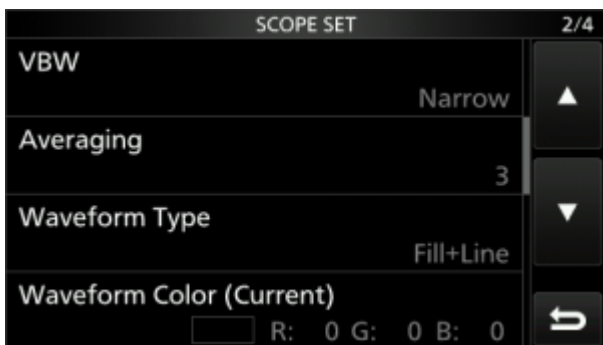 SCOPE SET 2/4
VBW
Narrow
Averaging
3
Waveform Type
Fill+Line
Waveform Color (Current)
R: 0 G: 0 B: 0